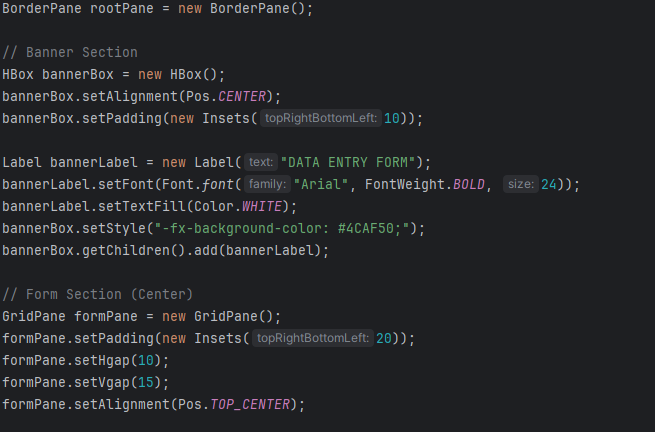 BorderPane rootPane = new BorderPane();
// Banner Section
HBox bannerBox = new HBox();
bannerBox.setAlignment(Pos.CENTER);
bannerBox.setPadding(new Insets( topRightBottomLeft: 10));
Label bannerLabel = new Label( text: "DATA ENTRY FORM");
bannerLabel.setFont(Font.font( family: "Arial", FontWeight.BOLD, size: 24));
bannerLabel.setTextFill(Color.WHITE);
bannerBox.setStyle("-fx-background-color: #4CAF50;");
bannerBox.getChildren().add(bannerLabel);
// Form Section (Center)
GridPane formPane = new GridPane();
formPane.setPadding(new Insets( topRightBottomLeft: 20));
formPane.setHgap(10);
formPane.setVgap(15);
formPane.setAlignment(Pos.TOP_CENTER);